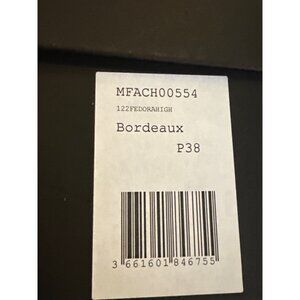 MFACH00554
122FEDORAHIGH
Bordeaux
P38
3 661601 846755